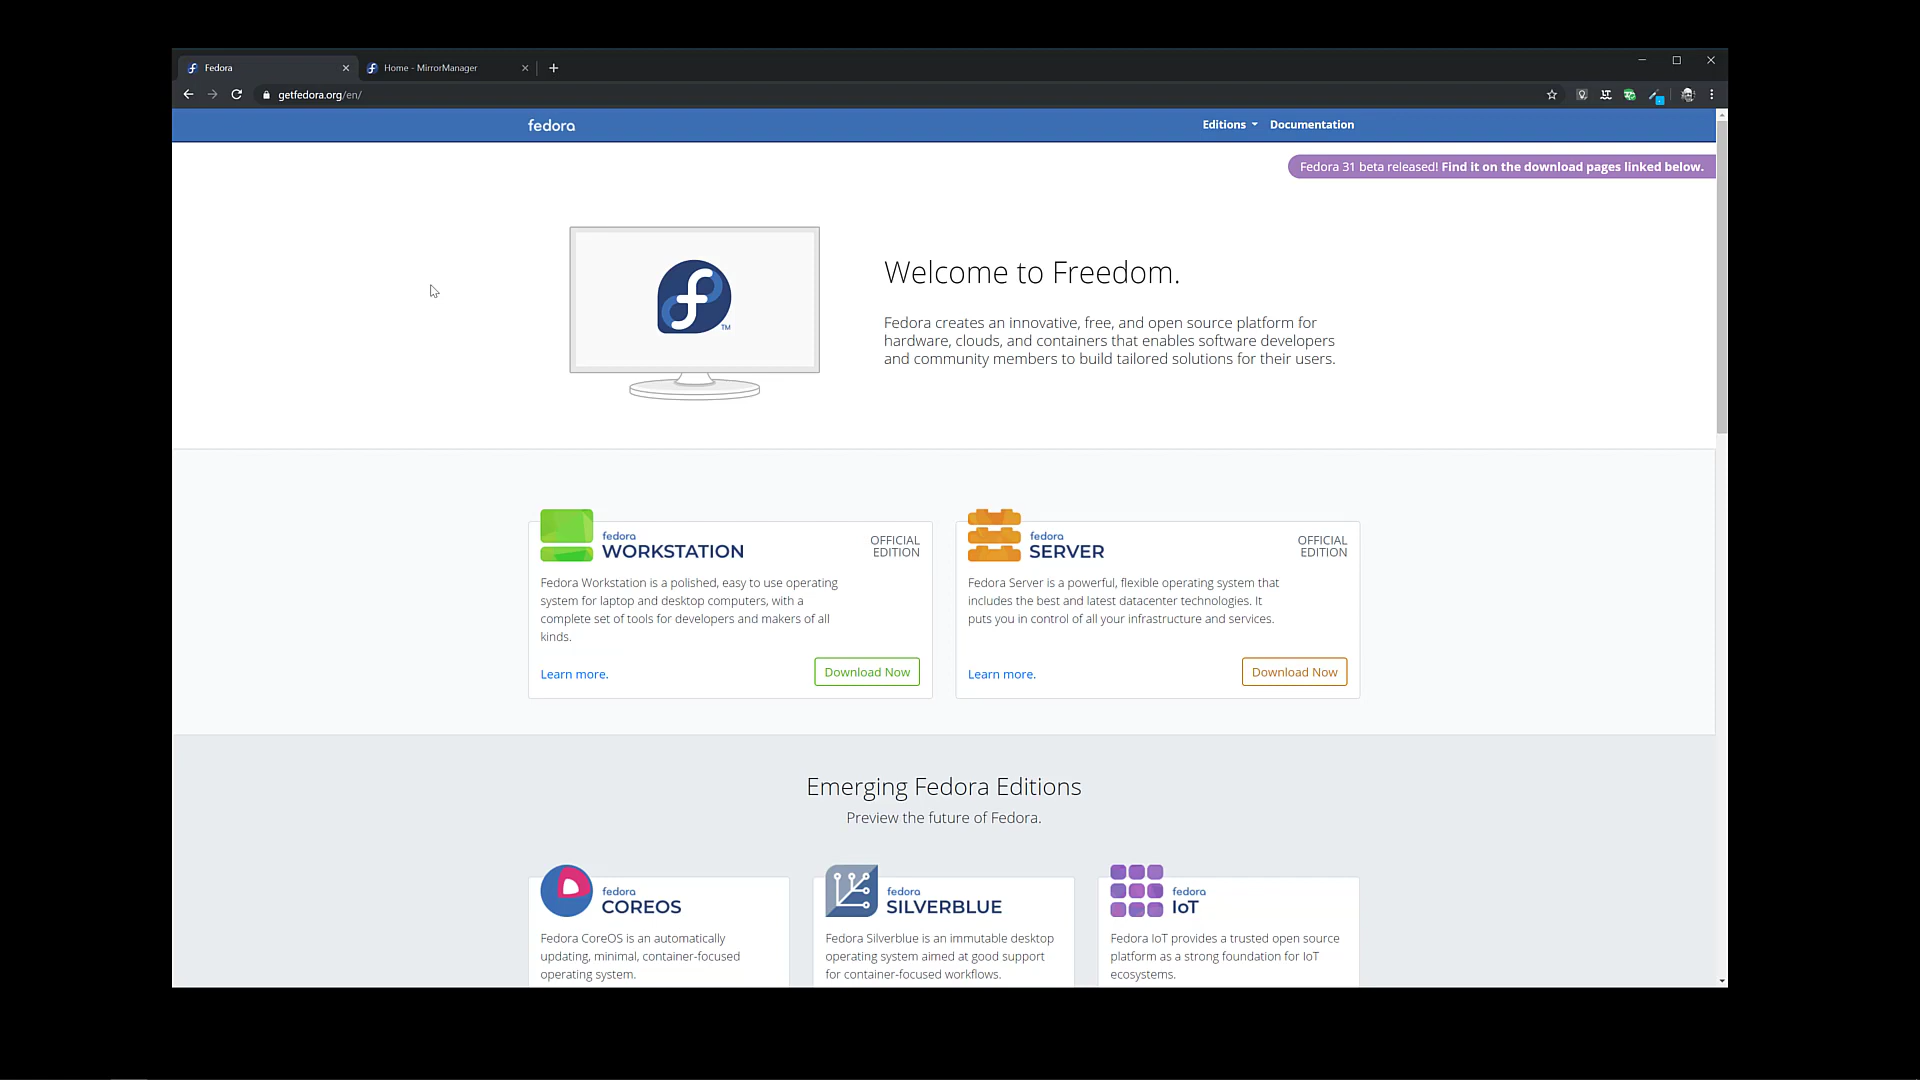 Fedora
Home - MirrorManager
getfedora.org/en/
fedora
Editions
Documentation
Fedora 31 beta released! Find it on the download pages linked below.
TM
Welcome to Freedom.
Fedora creates an innovative, free, and open source platform for
hardware, clouds, and containers that enables software developers
and community members to build tailored solutions for their users.
fedora
WORKSTATION
OFFICIAL
EDITION
Fedora Workstation is a polished, easy to use operating
system for laptop and desktop computers, with a
complete set of tools for developers and makers of all
kinds.
Learn more.
Download Now
fedora
SERVER
OFFICIAL
EDITION
Fedora Server is a powerful, flexible operating system that
includes the best and latest datacenter technologies. It
puts you in control of all your infrastructure and services.
Learn more.
Download Now
Emerging Fedora Editions
Preview the future of Fedora.
fedora
COREOS
Fedora CoreOS is an automatically
updating, minimal, container-focused
operating system.
fedora
SILVERBLUE
Fedora Silverblue is an immutable desktop
operating system aimed at good support
for container-focused workflows.
fedora
IoT
Fedora IoT provides a trusted open source
platform as a strong foundation for IoT
ecosystems.